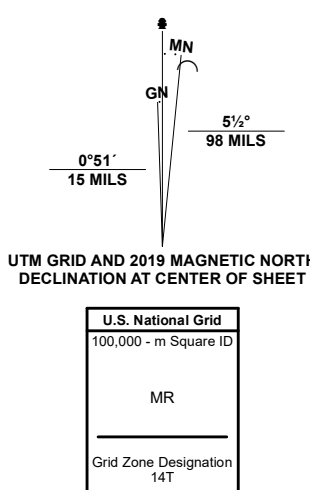 MN
GN
5½°
98 MILS
0°51´
15 MILS
UTM GRID AND 2019 MAGNETIC NORTH
DECLINATION AT CENTER OF SHEET
U.S. National Grid
100,000 - m Square ID
MR
Grid Zone Designation
14T